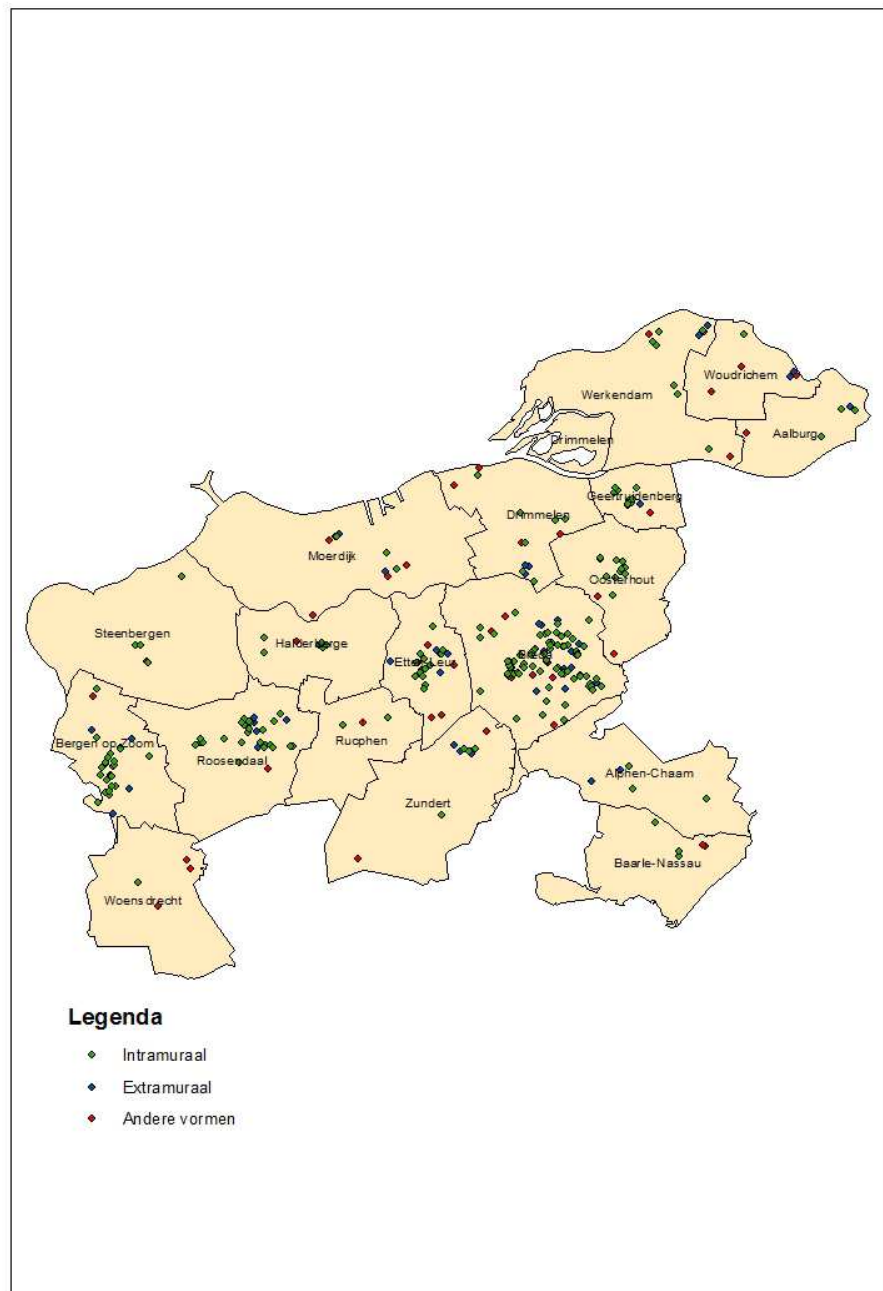 Woudrichem
Werkendam
Aalburg
Drimmelen
Geertruidenberg
Drimmelen
Moerdijk
Oosterhout
Steenbergen
Halderberge
Etten-Leur
Breda
Bergen op Zoom
Roosendaal
Rucphen
Alphen-Chaam
Zundert
Baarle-Nassau
Woensdrecht
Legenda
Intramuraal
Extramuraal
Andere vormen